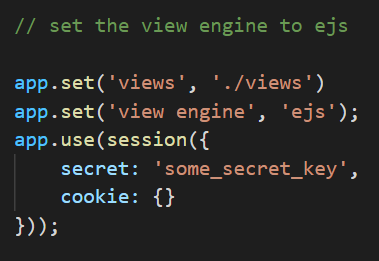 // set the view engine to ejs
app.set('views', './views')
app.set('view engine', 'ejs');
app.use(session({
    secret: 'some_secret_key',
    cookie: {}
}));